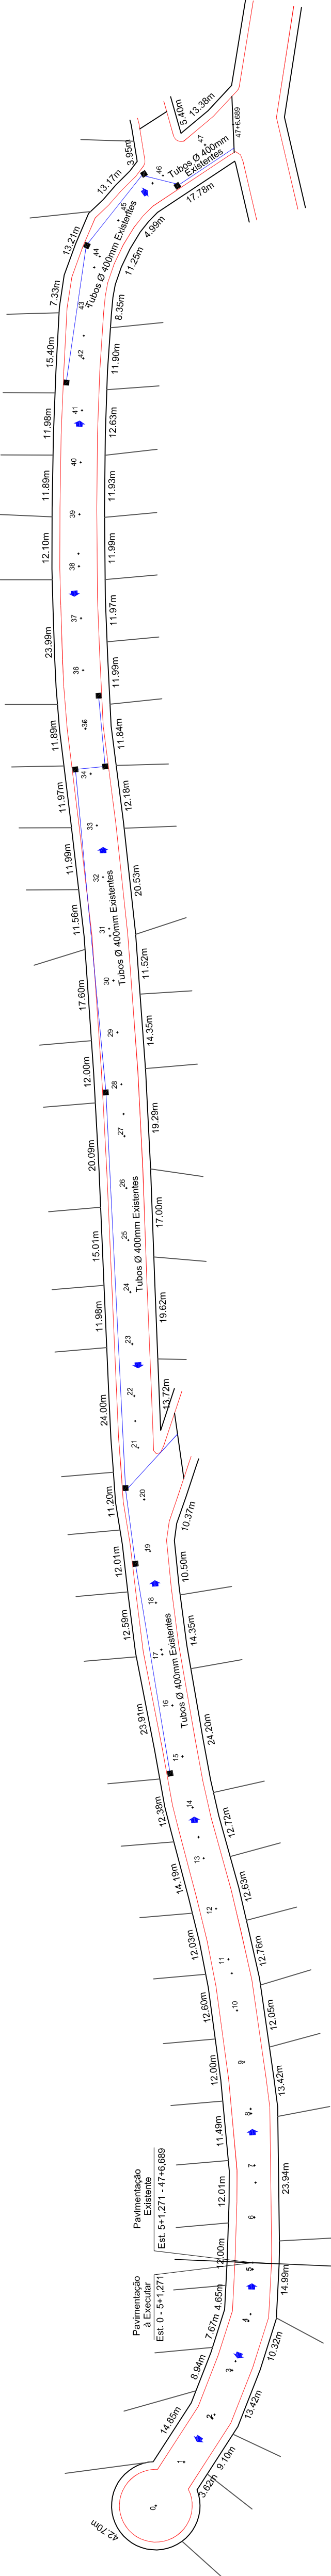 13.38m
5.40m
3.95m
47+6.689
47
Tubos Ø 400mm
Existentes
46
13.17m
17.78m
45
4.99m
13.21m
44
Tubos Ø 400mm Existentes
11.25m
7.33m
43
8.35m
15.40m
42
11.90m
11.98m
41
12.63m
11.89m
40
11.93m
12.10m
39
11.99m
38
23.99m
37
11.97m
36
11.99m
11.89m
36
11.84m
11.97m
34
12.18m
11.99m
33
11.56m
32
20.53m
31
Tubos Ø 400mm Existentes
17.60m
30
11.52m
29
14.35m
12.00m
28
19.29m
20.09m
27
26
17.00m
15.01m
25
Tubos Ø 400mm Existentes
11.98m
24
19.62m
23
24.00m
22
13.72m
21
11.20m
20
10.37m
12.01m
19
10.50m
12.59m
18
14.35m
17
Tubos Ø 400mm Existentes
23.91m
16
24.20m
15
12.38m
14
12.72m
14.19m
13
12.63m
12.03m
12
12.76m
11
12.60m
10
12.05m
12.00m
9
13.42m
11.49m
8
12.01m
7
23.94m
Pavimentação
Existente
Est. 5+1,271 - 47+6.689
6
12.00m
5
14.99m
Pavimentação
à Executar
Est. 0 - 5+1,271
4.65m
7.67m
4
10.32m
8.94m
3
13.42m
14.85m
2
9.10m
1
3.62m
0
42.70m